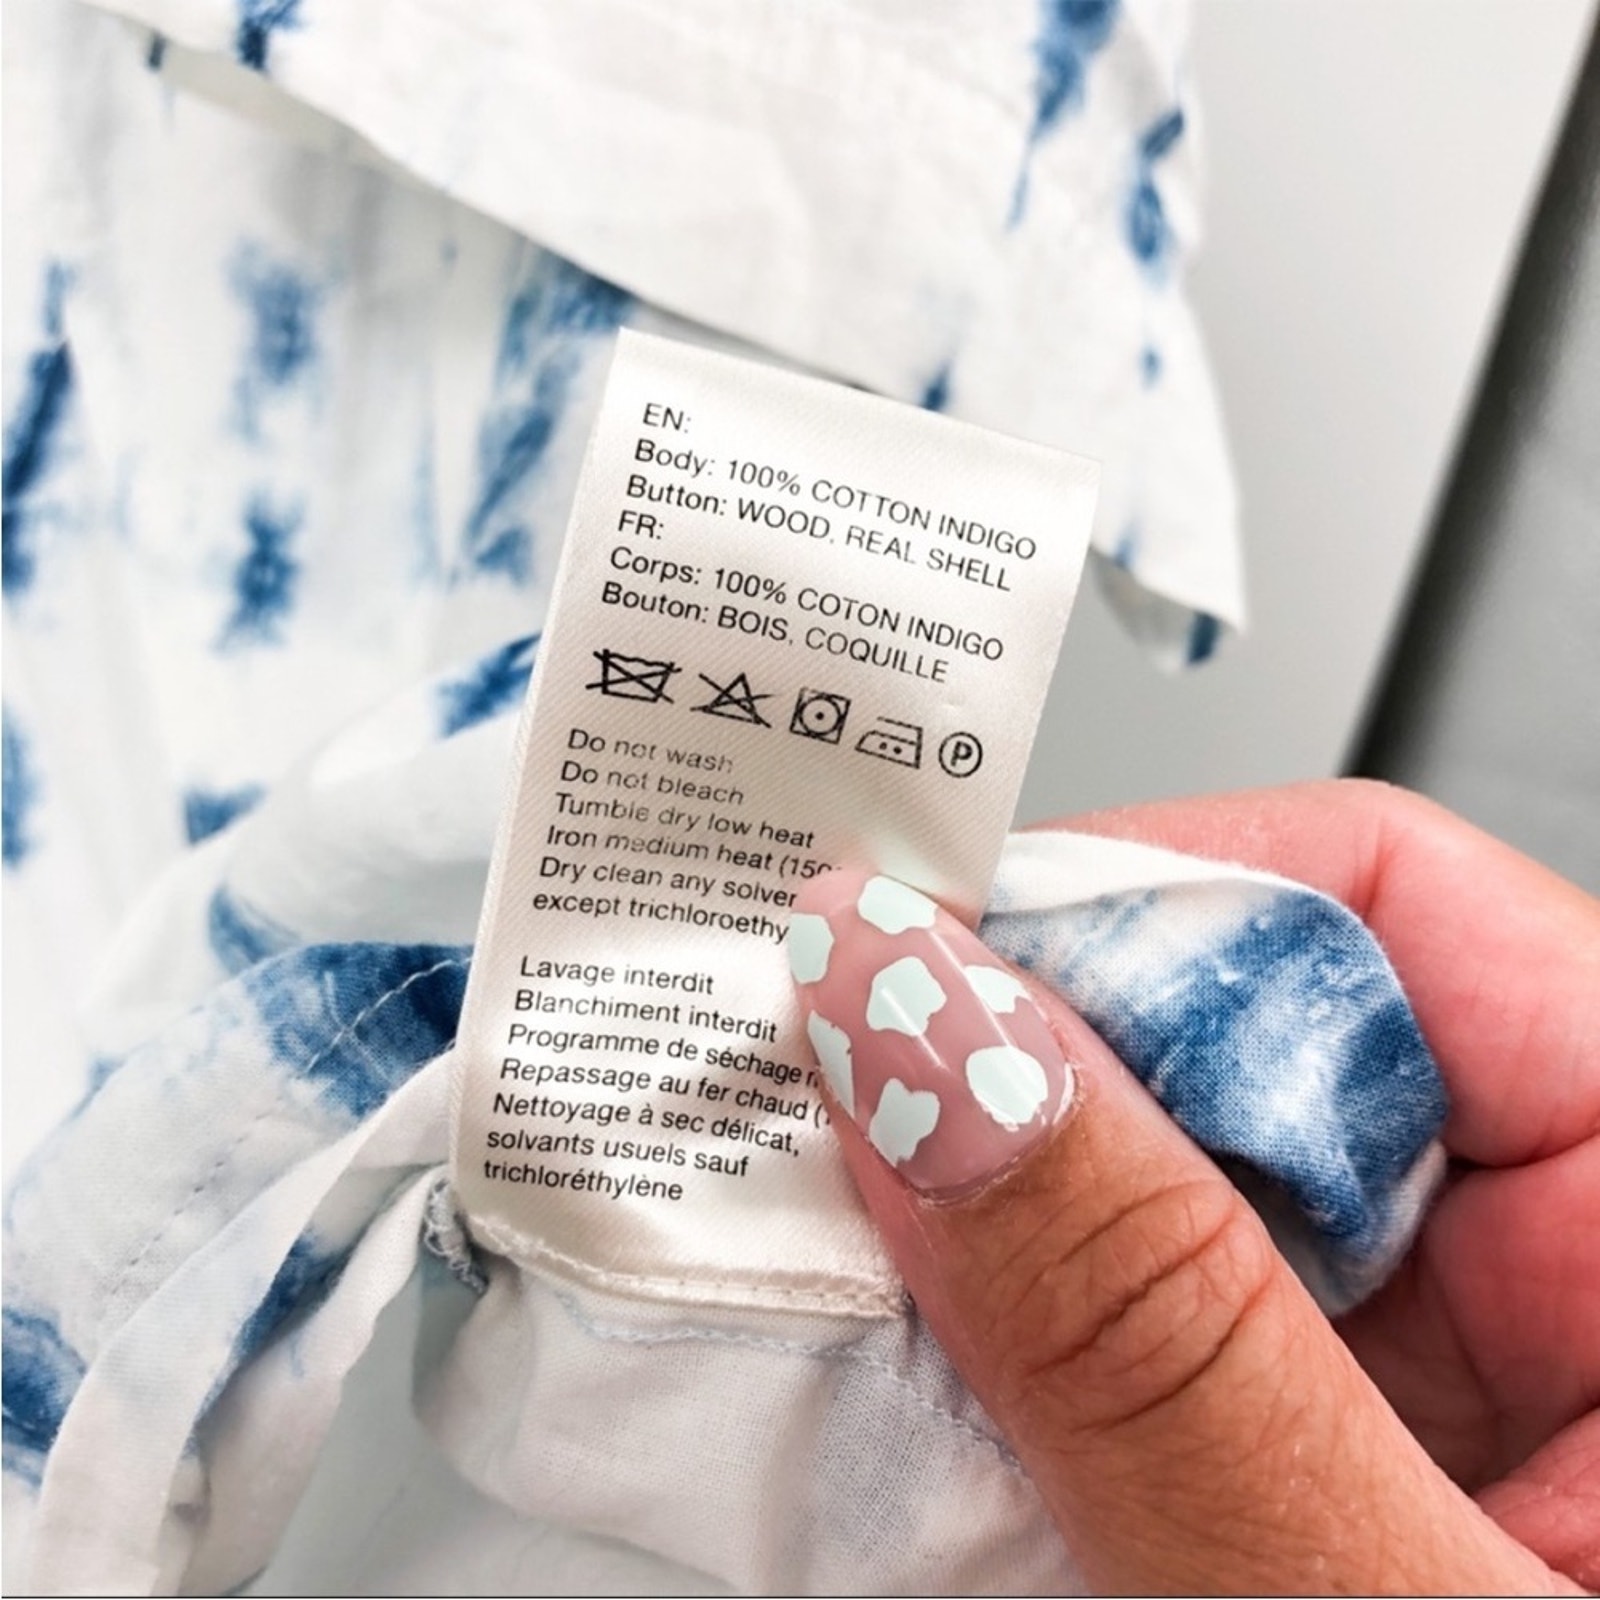 EN:
Body: 100% COTTON INDIGO
Button: WOOD, REAL SHELL
FR:
Corps: 100% COTON INDIGO
Bouton: BOIS, COQUILLE
P
Do not wash
Do not bleach
Tumble dry low heat
Iron medium heat
Dry clean any
except
Lavage interdit
Blanchiment interdit
Programme de séchage
Repassage au fer chaud
Nettoyage à sec délicat,
solvants usuels sauf
trichloréthylène